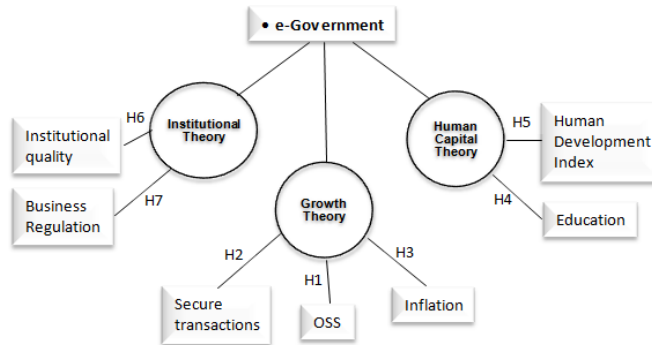 • e-Government
Institutional
Theory
Human
Capital
Theory
Growth
Theory
H6
Institutional
quality
H7
Business
Regulation
H5
Human
Development
Index
H4
Education
H2
Secure
transactions
H1
OSS
H3
Inflation